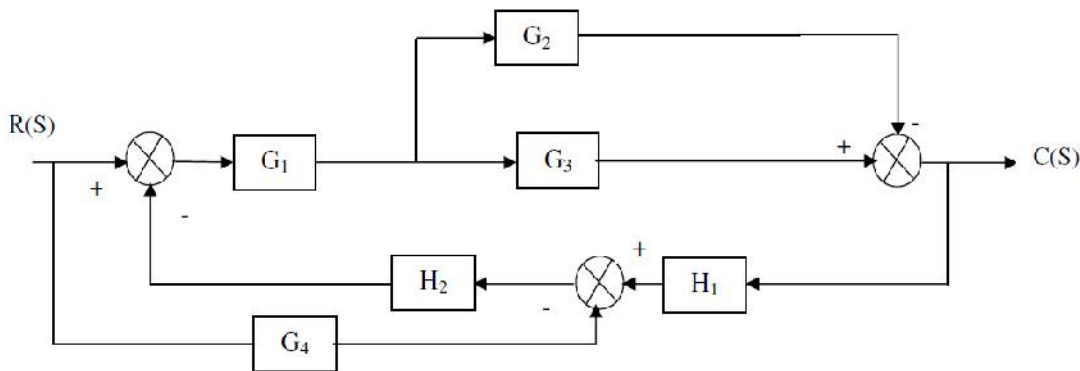 G₂
-
R(S)
G₁
G₃
+
C(S)
+
-
+
H₂
H₁
-
G₄